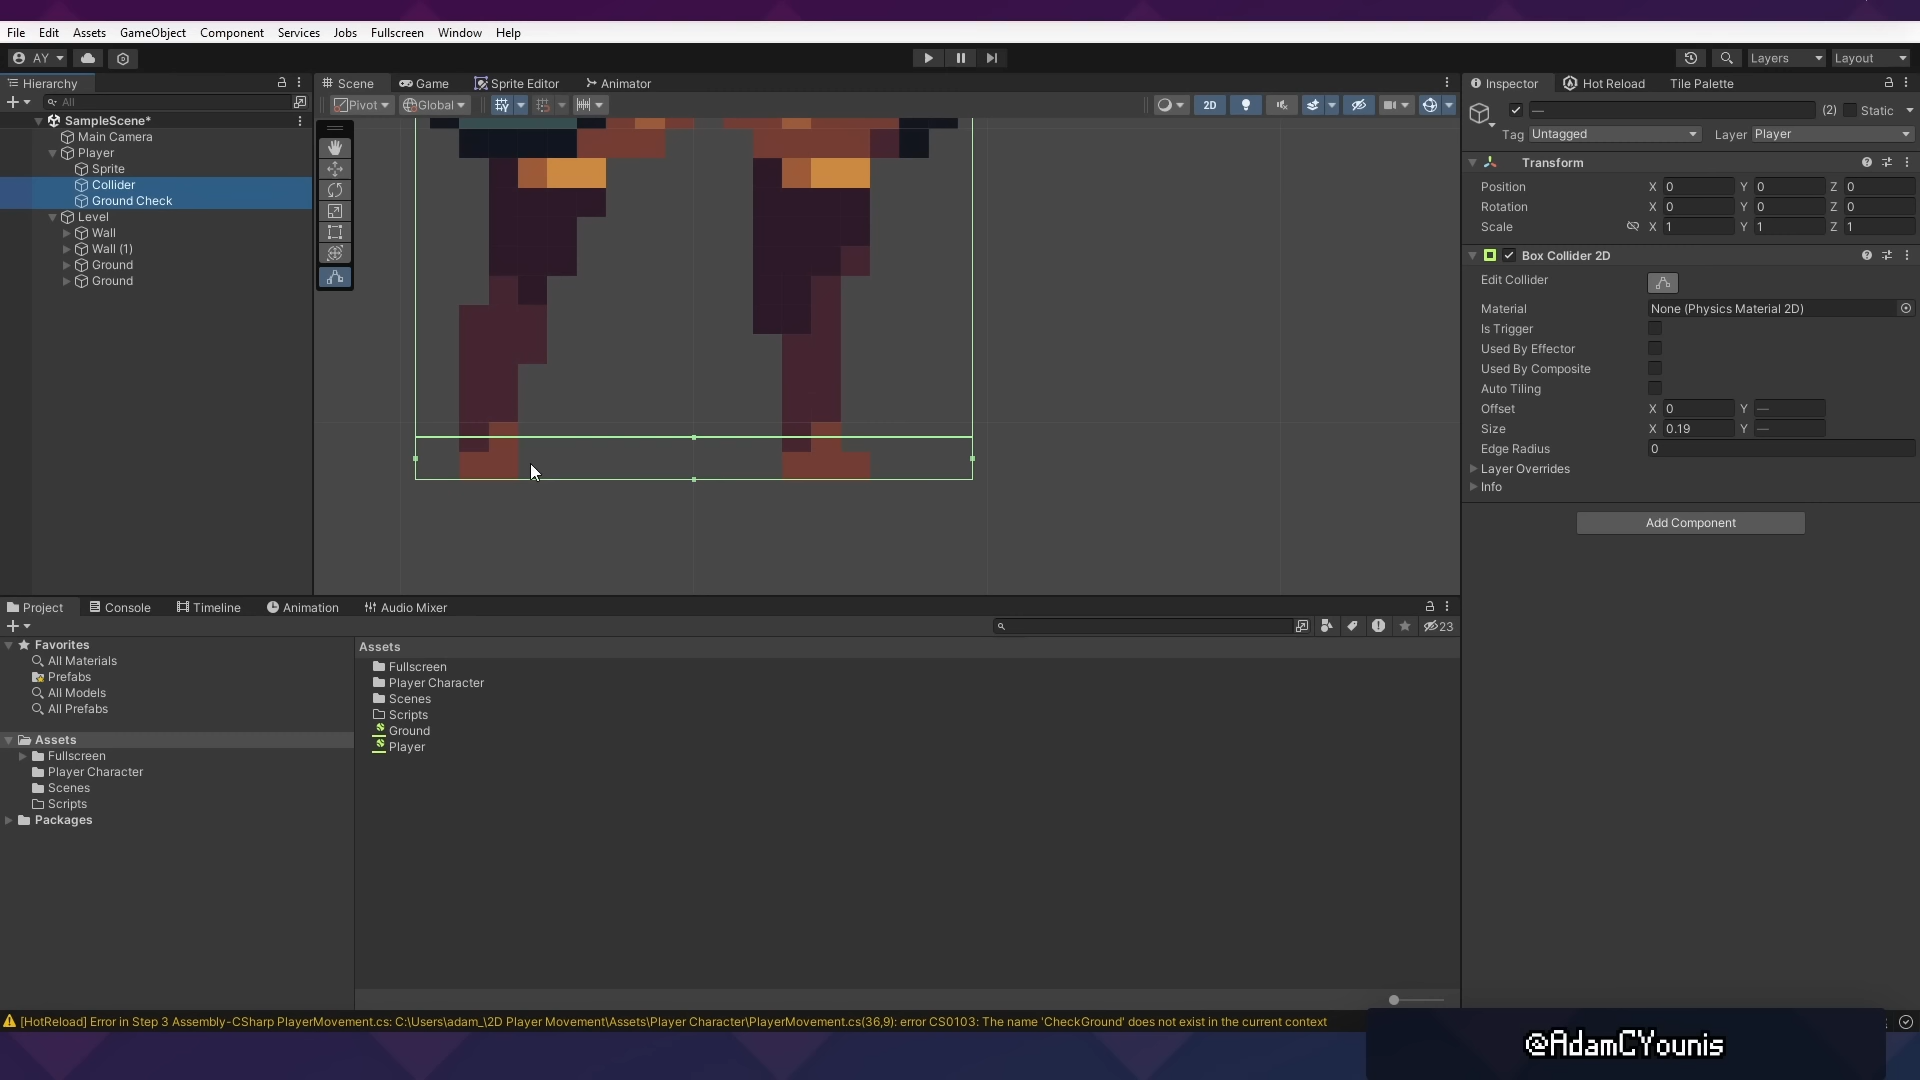 File Edit Assets GameObject Component Services Jobs Fullscreen Window Help
AY Layers Layout
Hierarchy Scene Game Sprite Editor Animator Inspector Hot Reload Tile Palette
All Pivot Global 2D (2) Static
SampleScene* Tag Untagged Layer Player
Main Camera
Player
Sprite
Collider
Ground Check
Level
Wall
Wall (1)
Ground
Ground
Transform
Position X 0 Y 0 Z 0
Rotation X 0 Y 0 Z 0
Scale X 1 Y 1 Z 1
Box Collider 2D
Edit Collider
Material None (Physics Material 2D)
Is Trigger
Used By Effector
Used By Composite
Auto Tiling
Offset X 0 Y —
Size X 0.19 Y —
Edge Radius 0
Layer Overrides
Info
Add Component
Project Console Timeline Animation Audio Mixer
23
Favorites
All Materials
Prefabs
All Models
All Prefabs
Assets
Fullscreen
Player Character
Scenes
Scripts
Packages
Assets
Fullscreen
Player Character
Scenes
Scripts
Ground
Player
[HotReload] Error in Step 3 Assembly-CSharp PlayerMovement.cs: C:\Users\adam_\2D Player Movement\Assets\Player Character\PlayerMovement.cs(36,9): error CS0103: The name 'CheckGround' does not exist in the current context
@AdamCYounis